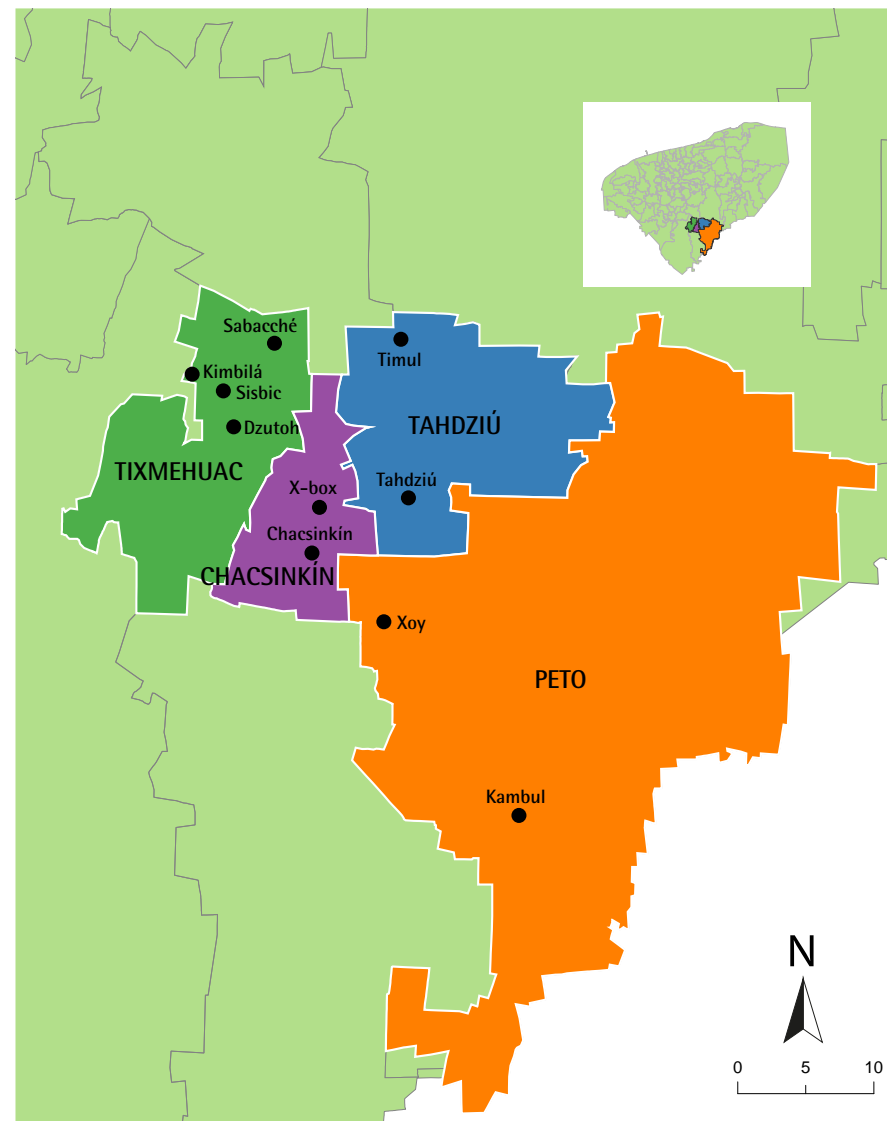 Sabacché
Timul
Kimbilá
Sisbic
Dzutoh
TAHDZIÚ
TIXMEHUAC
Tahdziú
X-box
Chacsinkín
CHACSINKÍN
Xoy
PETO
Kambul
N
0 5 10